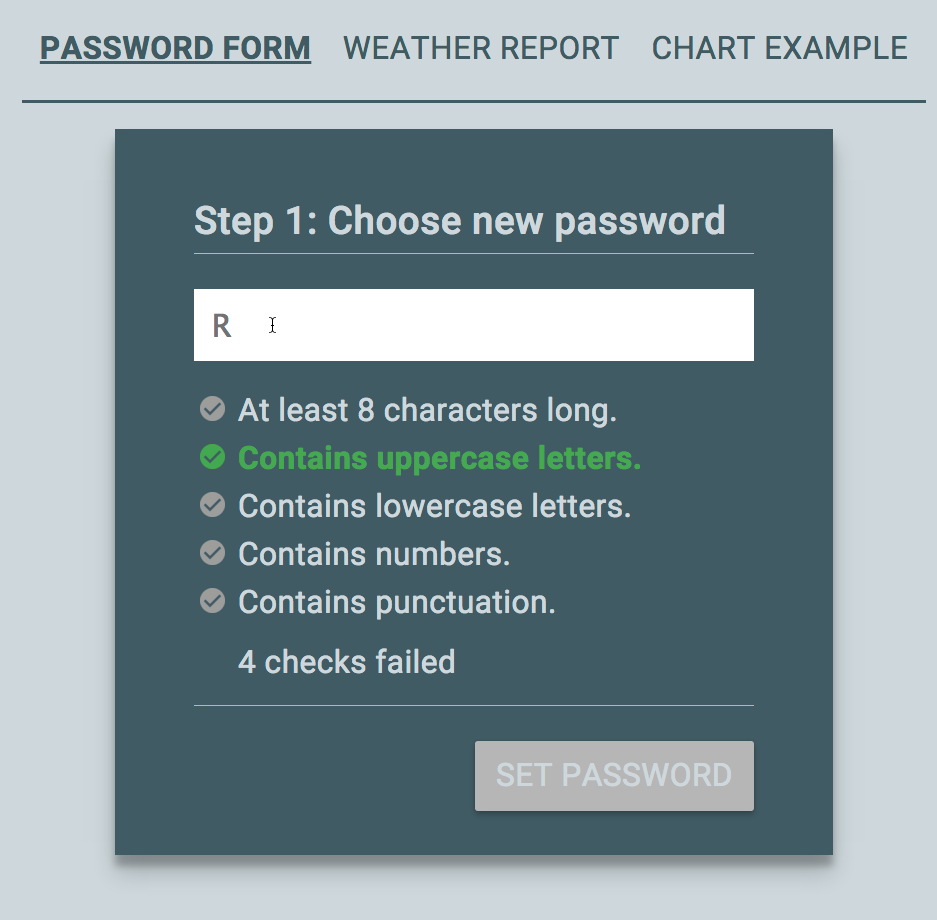 PASSWORD FORM WEATHER REPORT CHART EXAMPLE
Step 1: Choose new password
R
At least 8 characters long.
Contains uppercase letters.
Contains lowercase letters.
Contains numbers.
Contains punctuation.
4 checks failed
SET PASSWORD